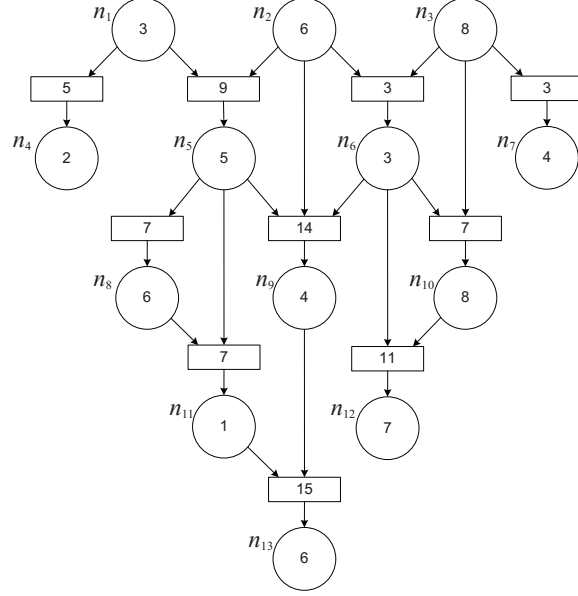 n₁ 3 n₂ 6 n₃ 8
5 9 3 3
n₄ 2 n₅ 5 n₆ 3 n₇ 4
7 14 7
n₈ 6 n₉ 4 n₁₀ 8
7 11
n₁₁ 1 n₁₂ 7
15
n₁₃ 6